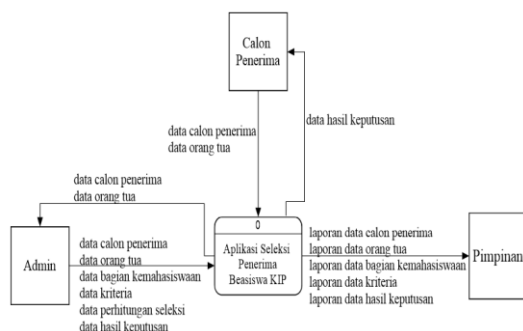 Calon
Penerima
data calon penerima
data orang tua
data hasil keputusan
data calon penerima
data orang tua
Admin
data calon penerima
data orang tua
data bagian kemahasiswaan
data kriteria
data perhitungan seleksi
data hasil keputusan
0
Aplikasi Seleksi
Penerima
Beasiswa KIP
laporan data calon penerima
laporan data orang tua
laporan data bagian kemahasiswaan
laporan data kriteria
laporan data hasil keputusan
Pimpinan